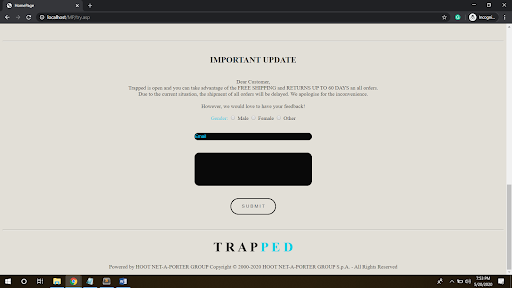 HomePage
localhost/MP/try.asp
Incogni...
IMPORTANT UPDATE
Dear Customer,
Trapped is open and you can take advantage of the FREE SHIPPING and RETURNS UP TO 60 DAYS on all orders.
Due to the current situation, the shipment of all orders will be delayed. We apologise for the inconvenience.
However, we would love to have your feedback!
Gender: Male Female Other
Email
SUBMIT
TRAPPED
Powered by HOOT NET-A-PORTER GROUP Copyright © 2000-2020 HOOT NET-A-PORTER GROUP S.p.A. - All Rights Reserved
7:53 PM
5/20/2020